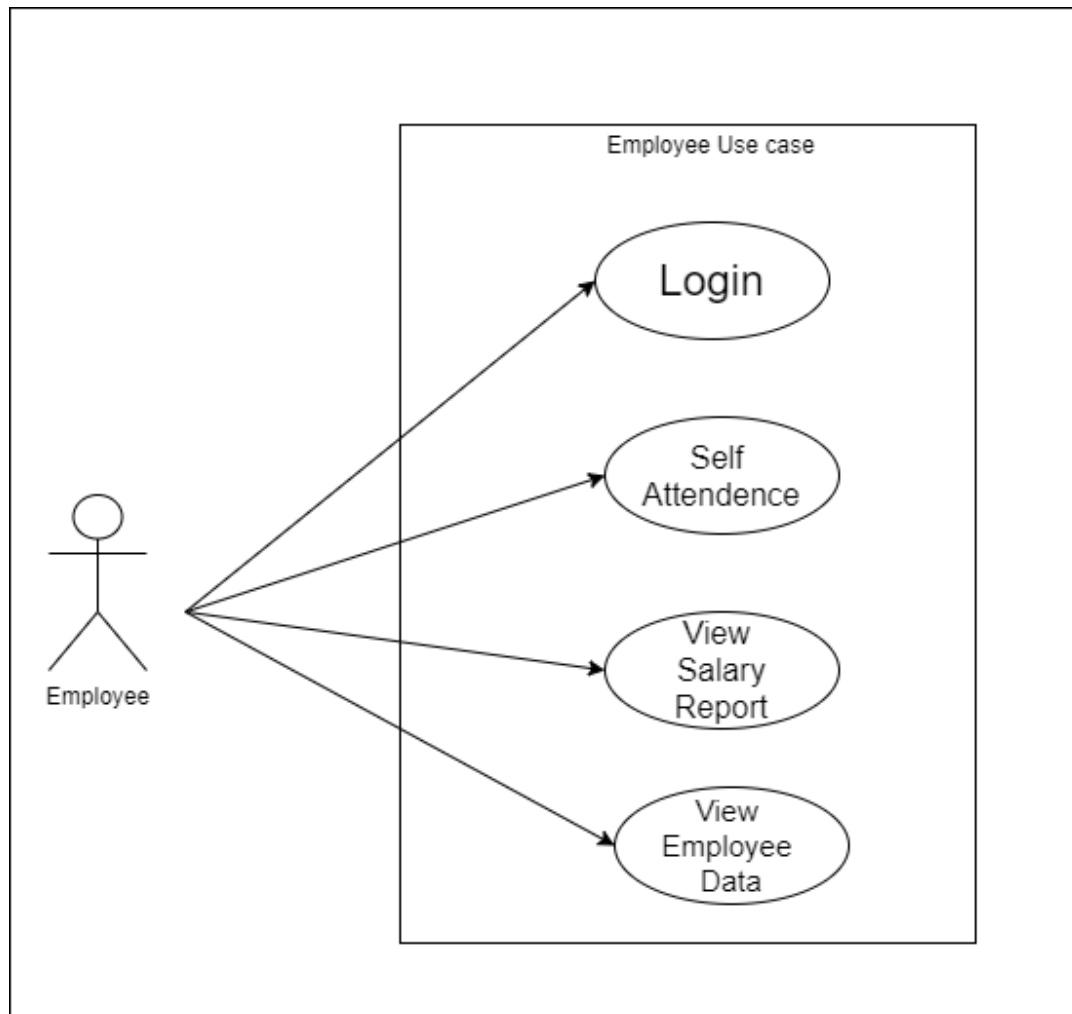 Employee Use case
Login
Self
Attendence
View
Salary
Report
View
Employee
Data
Employee